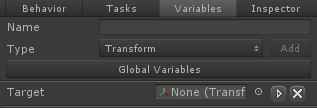 Behavior Tasks Variables Inspector
Name
Type Transform Add
Global Variables
Target None (Transf